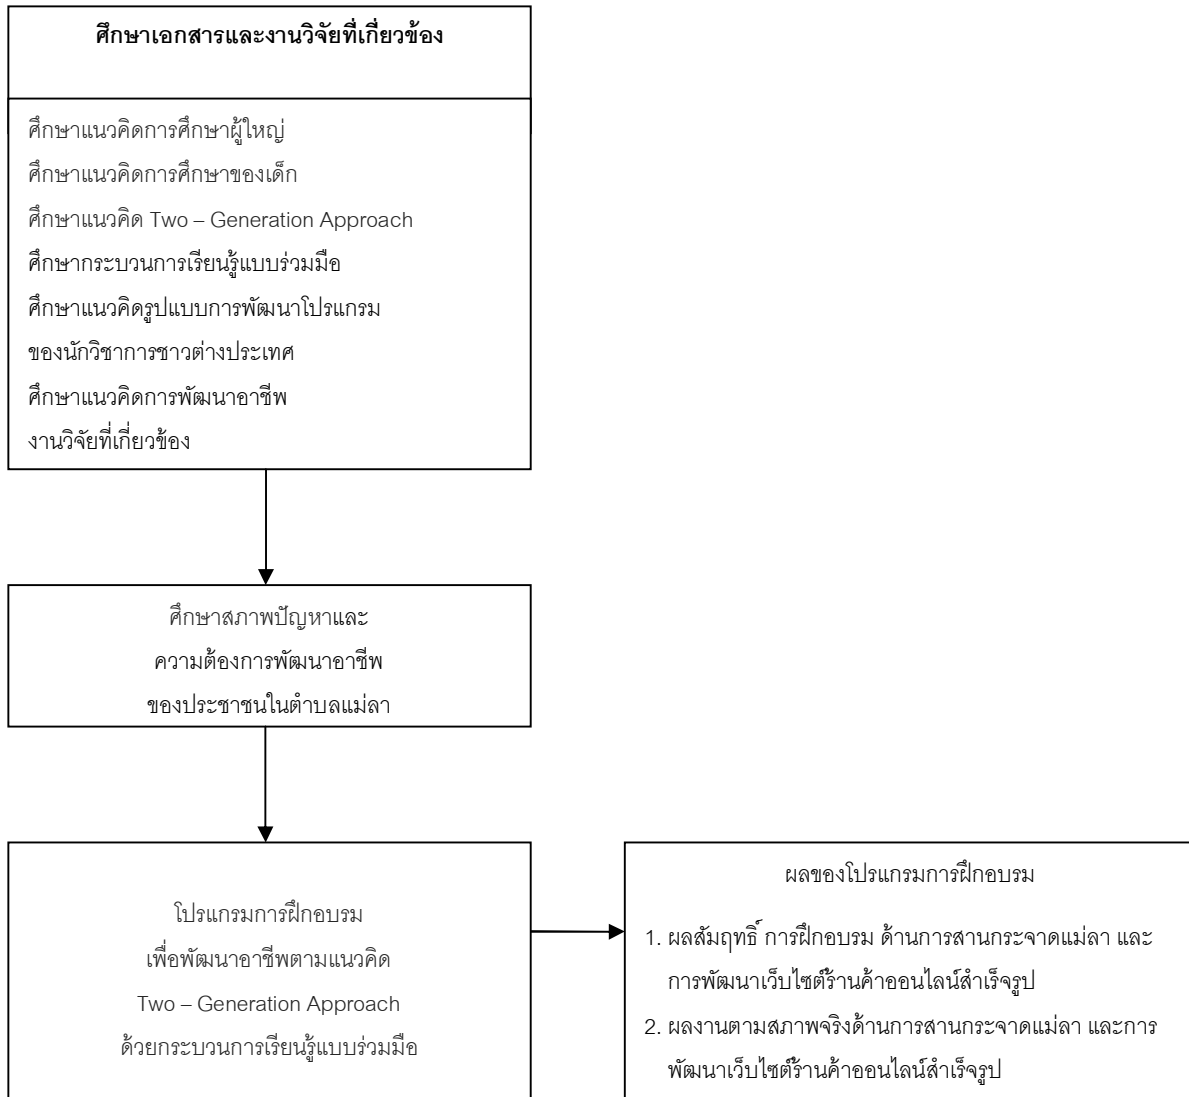 ศึกษาเอกสารและงานวิจัยที่เกี่ยวข้อง
ศึกษาแนวคิดการศึกษาผู้ใหญ่
ศึกษาแนวคิดการศึกษาของเด็ก
ศึกษาแนวคิด Two – Generation Approach
ศึกษากระบวนการเรียนรู้แบบร่วมมือ
ศึกษาแนวคิดรูปแบบการพัฒนาโปรแกรม
ของนักวิชาการชาวต่างประเทศ
ศึกษาแนวคิดการพัฒนาอาชีพ
งานวิจัยที่เกี่ยวข้อง
ศึกษาสภาพปัญหาและ
ความต้องการพัฒนาอาชีพ
ของประชาชนในตำบลแม่ลา
โปรแกรมการฝึกอบรม
เพื่อพัฒนาอาชีพตามแนวคิด
Two – Generation Approach
ด้วยกระบวนการเรียนรู้แบบร่วมมือ
ผลของโปรแกรมการฝึกอบรม
1. ผลสัมฤทธิ์ การฝึกอบรม ด้านการสานกระจาดแม่ลา และ
การพัฒนาเว็บไซต์ร้านค้าออนไลน์สำเร็จรูป
2. ผลงานตามสภาพจริงด้านการสานกระจาดแม่ลา และการ
พัฒนาเว็บไซต์ร้านค้าออนไลน์สำเร็จรูป